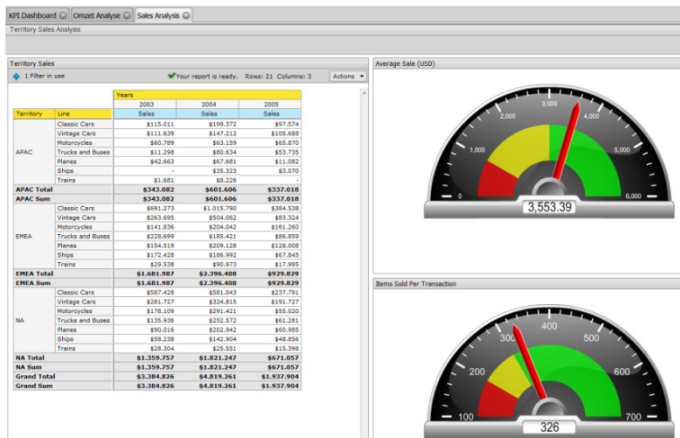 KPI Dashboard Omzet Analyse Sales Analysis
Territory Sales Analysis
Territory Sales
1 Filter in use Your report is ready. Rows: 21 Columns: 3 Actions
Years
2003 2004 2005
Territory Line Sales Sales Sales
APAC
Classic Cars $115.011 $199.372 $97.574
Vintage Cars $111.639 $147.212 $105.688
Motorcycles $60.789 $63.159 $65.870
Trucks and Buses $11.298 $80.634 $53.735
Planes $42.663 $67.681 $11.082
Ships - $35.323 $3.070
Trains $1.681 $8.226 -
APAC Total $343.082 $601.606 $337.018
APAC Sum $343.082 $601.606 $337.018
EMEA
Classic Cars $691.273 $1.015.790 $384.538
Vintage Cars $263.695 $504.062 $83.324
Motorcycles $141.836 $204.042 $161.260
Trucks and Buses $228.699 $185.421 $86.859
Planes $154.519 $209.128 $128.008
Ships $172.428 $186.992 $67.845
Trains $29.538 $90.973 $17.995
EMEA Total $1.681.987 $2.396.408 $929.829
EMEA Sum $1.681.987 $2.396.408 $929.829
NA
Classic Cars $587.428 $581.043 $237.791
Vintage Cars $281.727 $324.815 $191.727
Motorcycles $178.109 $291.421 $55.020
Trucks and Buses $135.936 $252.572 $61.281
Planes $90.016 $202.942 $60.985
Ships $58.238 $142.904 $48.856
Trains $28.304 $25.551 $15.398
NA Total $1.359.757 $1.821.247 $671.057
NA Sum $1.359.757 $1.821.247 $671.057
Grand Total $3.384.826 $4.819.261 $1.937.904
Grand Sum $3.384.826 $4.819.261 $1.937.904
Average Sale (USD)
0 1,000 2,000 3,000 4,000 5,000 6,000
3,553.39
Items Sold Per Transaction
100 200 300 400 500 600 700
326